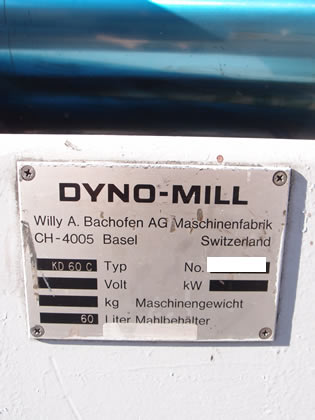 DYNO-MILL
Willy A. Bachofen AG Maschinenfabrik
CH-4005 Basel Switzerland
KD 60 C Typ No.
Volt kW
kg Maschinengewicht
60 Liter Mahlbehälter